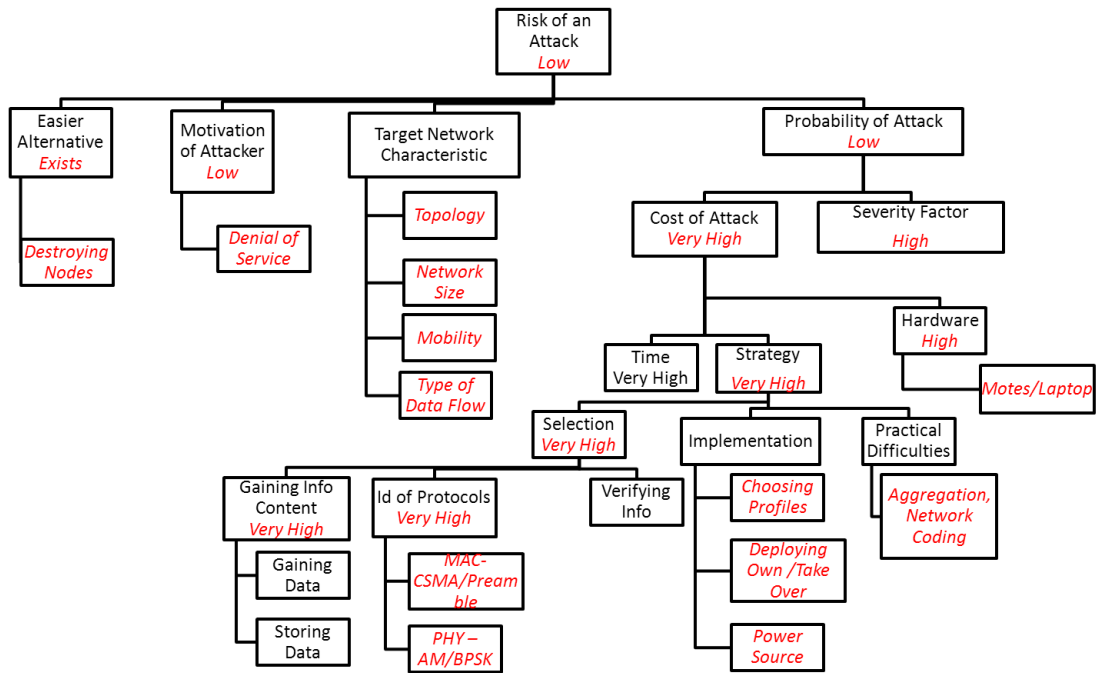 Risk of an
Attack
Low
Easier
Alternative
Exists
Motivation
of Attacker
Low
Target Network
Characteristic
Probability of Attack
Low
Destroying
Nodes
Denial of
Service
Topology
Network
Size
Mobility
Type of
Data Flow
Cost of Attack
Very High
Severity Factor
High
Time
Very High
Strategy
Very High
Hardware
High
Motes/Laptop
Selection
Very High
Implementation
Practical
Difficulties
Gaining Info
Content
Very High
Id of Protocols
Very High
Verifying
Info
Choosing
Profiles
Aggregation,
Network
Coding
Gaining
Data
MAC-
CSMA/Pream
ble
Deploying
Own /Take
Over
Storing
Data
PHY –
AM/BPSK
Power
Source